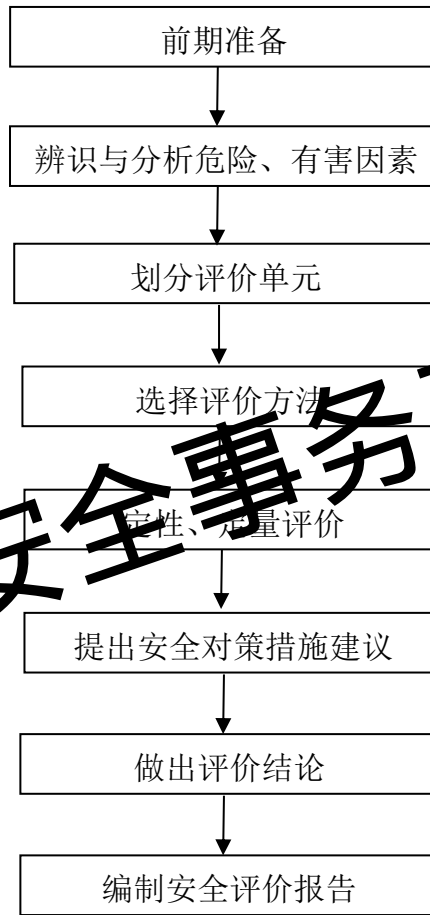 前期准备
辨识与分析危险、有害因素
划分评价单元
选择评价方法
定性、定量评价
提出安全对策措施建议
做出评价结论
编制安全评价报告
安全事务